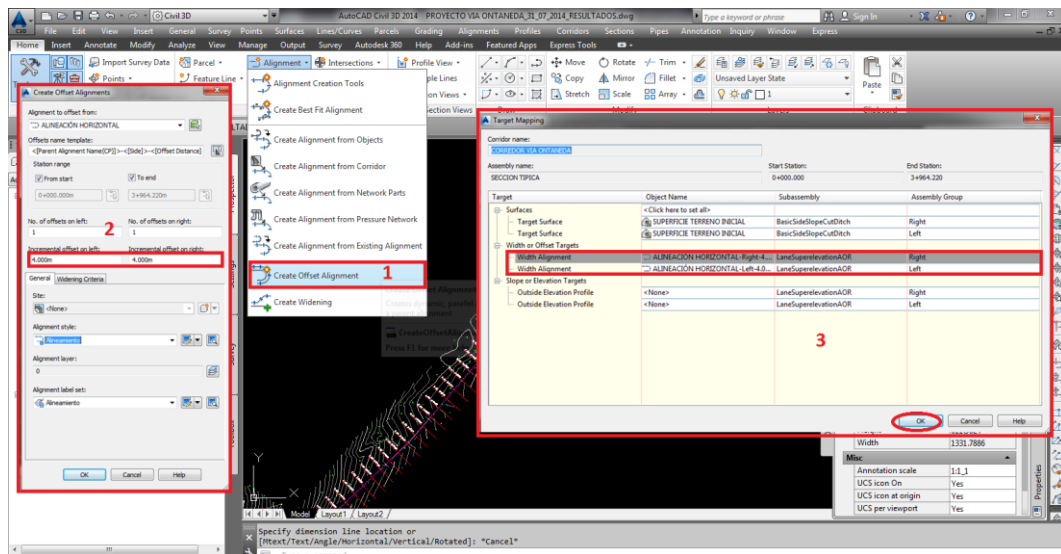 Civil 3D
AutoCAD Civil 3D 2014 PROYECTO VIA ONTANEDA_31_07_2014_RESULTADOS.dwg
Type a keyword or phrase
Sign In
File Edit View Insert General Survey Points Surfaces Lines/Curves Parcels Grading Alignments Profiles Corridors Sections Pipes Annotation Inquiry Window Express
Home Insert Annotate Modify Analyze View Manage Output Survey Autodesk 360 Help Add-ins Featured Apps Express Tools
Import Survey Data
Parcel
Alignment
Intersections
Profile View
Move
Rotate
Trim
Points
Feature Line
Copy
Mirror
Fillet
Unsaved Layer State
Stretch
Scale
Array
1
Paste
Create Offset Alignments
Alignment to offset from:
ALINEACIÓN HORIZONTAL
Offsets name template:
<[Parent Alignment Name(CP)]>-<[Side]>-<[Offset Distance]
Station range
From start
To end
0+000.000m
3+964.220m
No. of offsets on left:
No. of offsets on right:
2
1
1
Incremental offset on left:
Incremental offset on right:
4.000m
4.000m
General
Widening Criteria
Site:
<None>
Alignment style:
Alineamiento
Alignment layer:
0
Alignment label set:
Alineamiento
OK
Cancel
Help
Alignment Creation Tools
Create Best Fit Alignment
Create Alignment from Objects
Create Alignment from Corridor
Create Alignment from Network Parts
Create Alignment from Pressure Network
Create Alignment from Existing Alignment
Create Offset Alignment
1
Create Widening
Target Mapping
Corridor name:
CORREDOR VIA ONTANEDA
Assembly name:
Start Station:
End Station:
SECCION TIPICA
0+000.000
3+964.220
Target Object Name Subassembly Assembly Group
Surfaces <Click here to set all>
Target Surface SUPERFICIE TERRENO INICIAL BasicSideSlopeCutDitch Right
Target Surface SUPERFICIE TERRENO INICIAL BasicSideSlopeCutDitch Left
Width or Offset Targets
Width Alignment ALINEACIÓN HORIZONTAL-Right-4.... LaneSuperelevationAOR Right
Width Alignment ALINEACIÓN HORIZONTAL-Left-4.0... LaneSuperelevationAOR Left
Slope or Elevation Targets
Outside Elevation Profile <None> LaneSuperelevationAOR Right
Outside Elevation Profile <None> LaneSuperelevationAOR Left
3
OK
Cancel
Help
Width 1331.7886
Misc
Annotation scale 1:1_1
UCS icon On Yes
UCS icon at origin Yes
UCS per viewport Yes
Properties
Y
X
Model Layout1 Layout2
Specify dimension line location or
[Mtext/Text/Angle/Horizontal/Vertical/Rotated]: *Cancel*